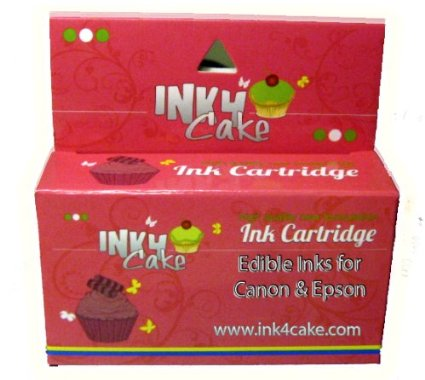 INK4
Cake
Ink Cartridge
INK4
Cake
Ink Cartridge
Edible Inks for
Canon & Epson
www.ink4cake.com